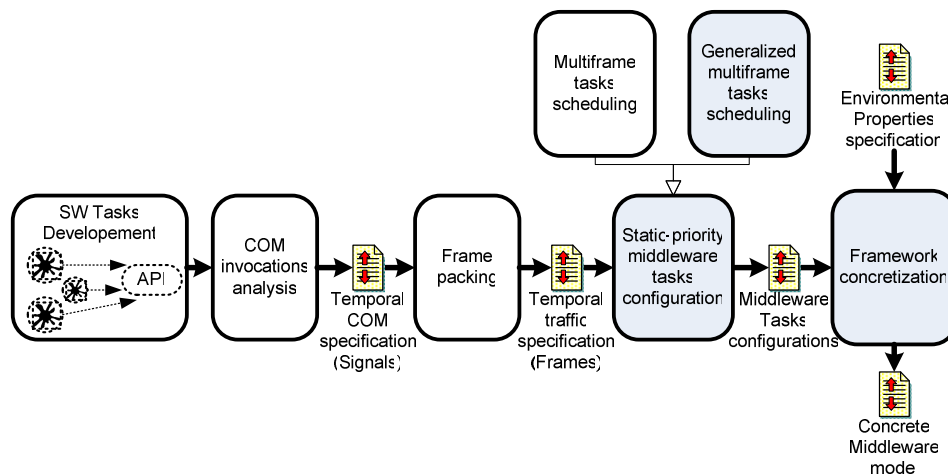 Multiframe
tasks
scheduling
Generalized
multiframe
tasks
scheduling
Environmenta
Properties
specification
SW Tasks
Developement
API
COM
invocations
analysis
Temporal
COM
specification
(Signals)
Frame
packing
Temporal
traffic
specification
(Frames)
Static-priority
middleware
tasks
configuration
Middleware
Tasks
configurations
Framework
concretization
Concrete
Middleware
mode